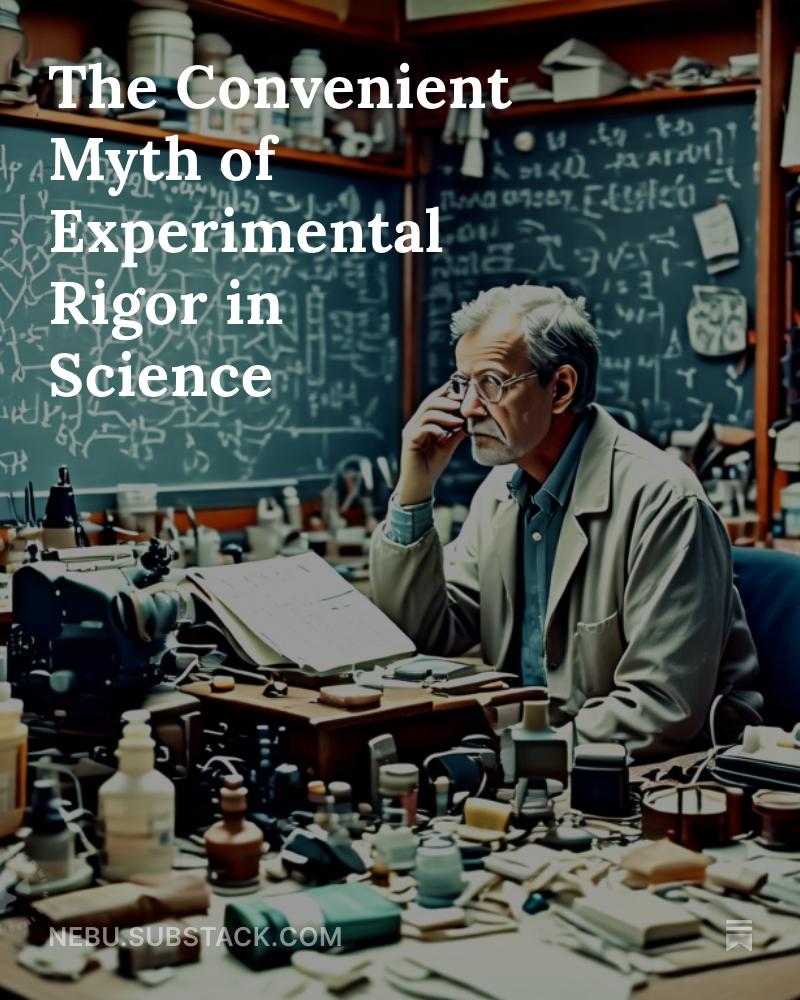 The Convenient
Myth of
Experimental
Rigor in
Science
NEBU.SUBSTACK.COM